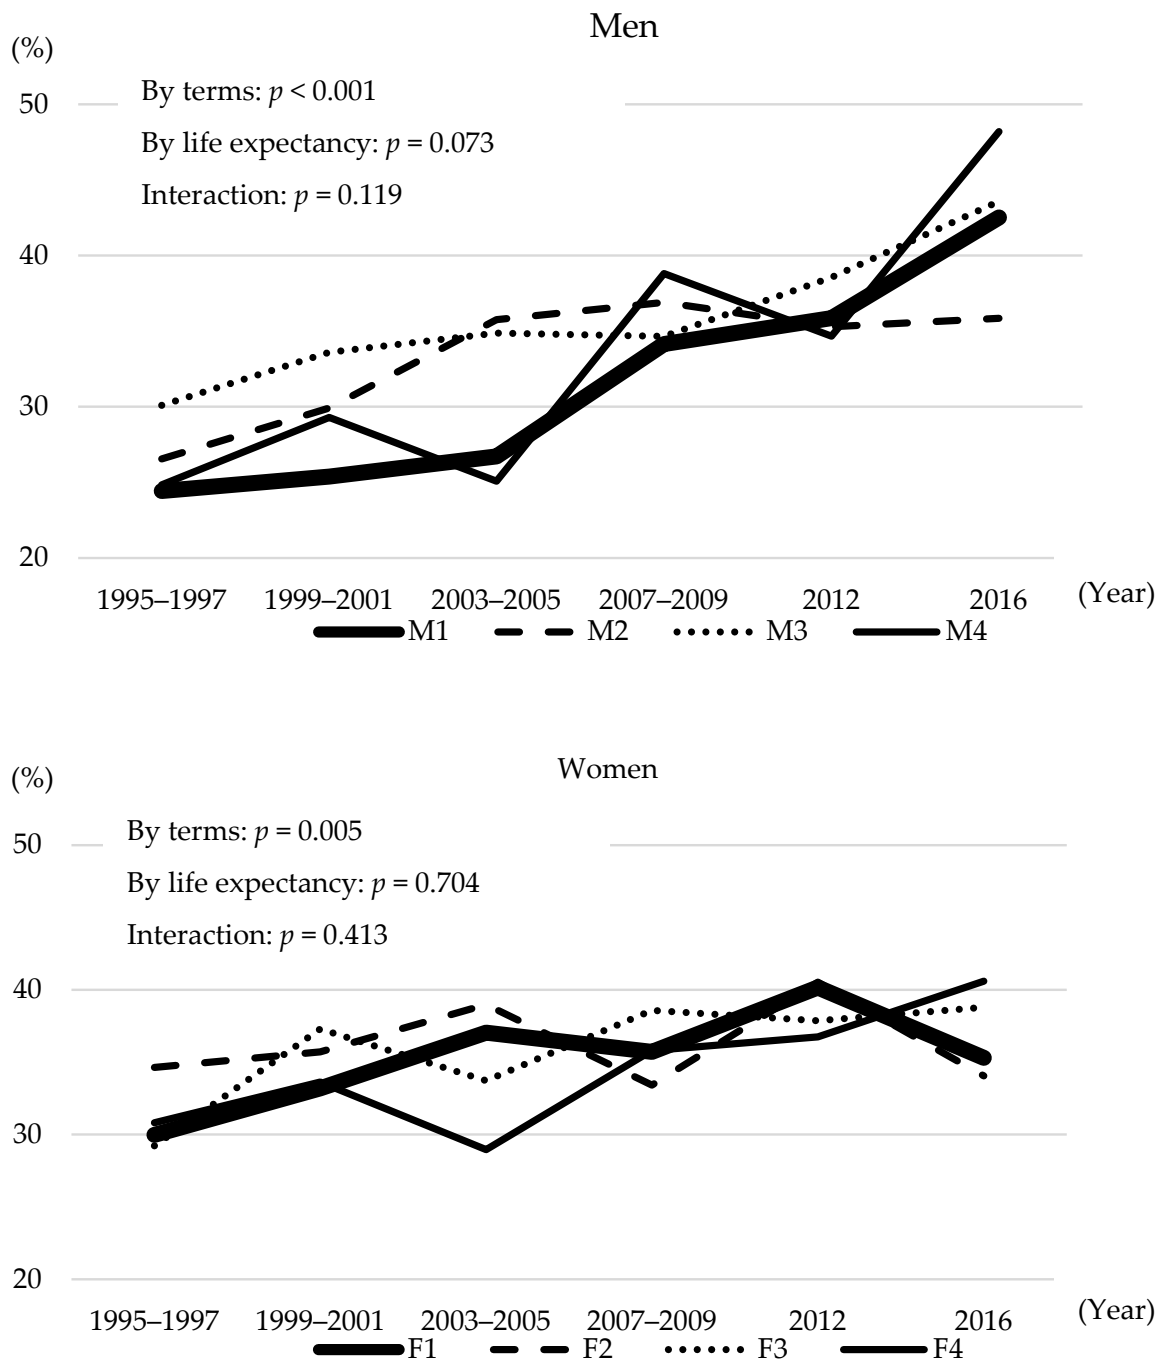 Men
(%)
50
By terms: p < 0.001
By life expectancy: p = 0.073
Interaction: p = 0.119
40
30
20
1995–1997 1999–2001 2003–2005 2007–2009 2012 2016 (Year)
M1 M2 M3 M4
Women
(%)
50
By terms: p = 0.005
By life expectancy: p = 0.704
Interaction: p = 0.413
40
30
20
1995–1997 1999–2001 2003–2005 2007–2009 2012 2016 (Year)
F1 F2 F3 F4